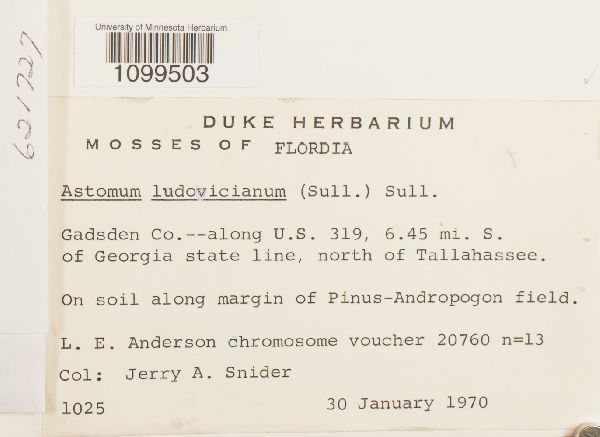 University of Minnesota Herbarium
1099503
621727
DUKE HERBARIUM
MOSSES OF FLORDIA
Astomum ludovicianum (Sull.) Sull.
Gadsden Co.--along U.S. 319, 6.45 mi. S.
of Georgia state line, north of Tallahassee.
On soil along margin of Pinus-Andropogon field.
L. E. Anderson chromosome voucher 20760 n=13
Col: Jerry A. Snider
1025 30 January 1970